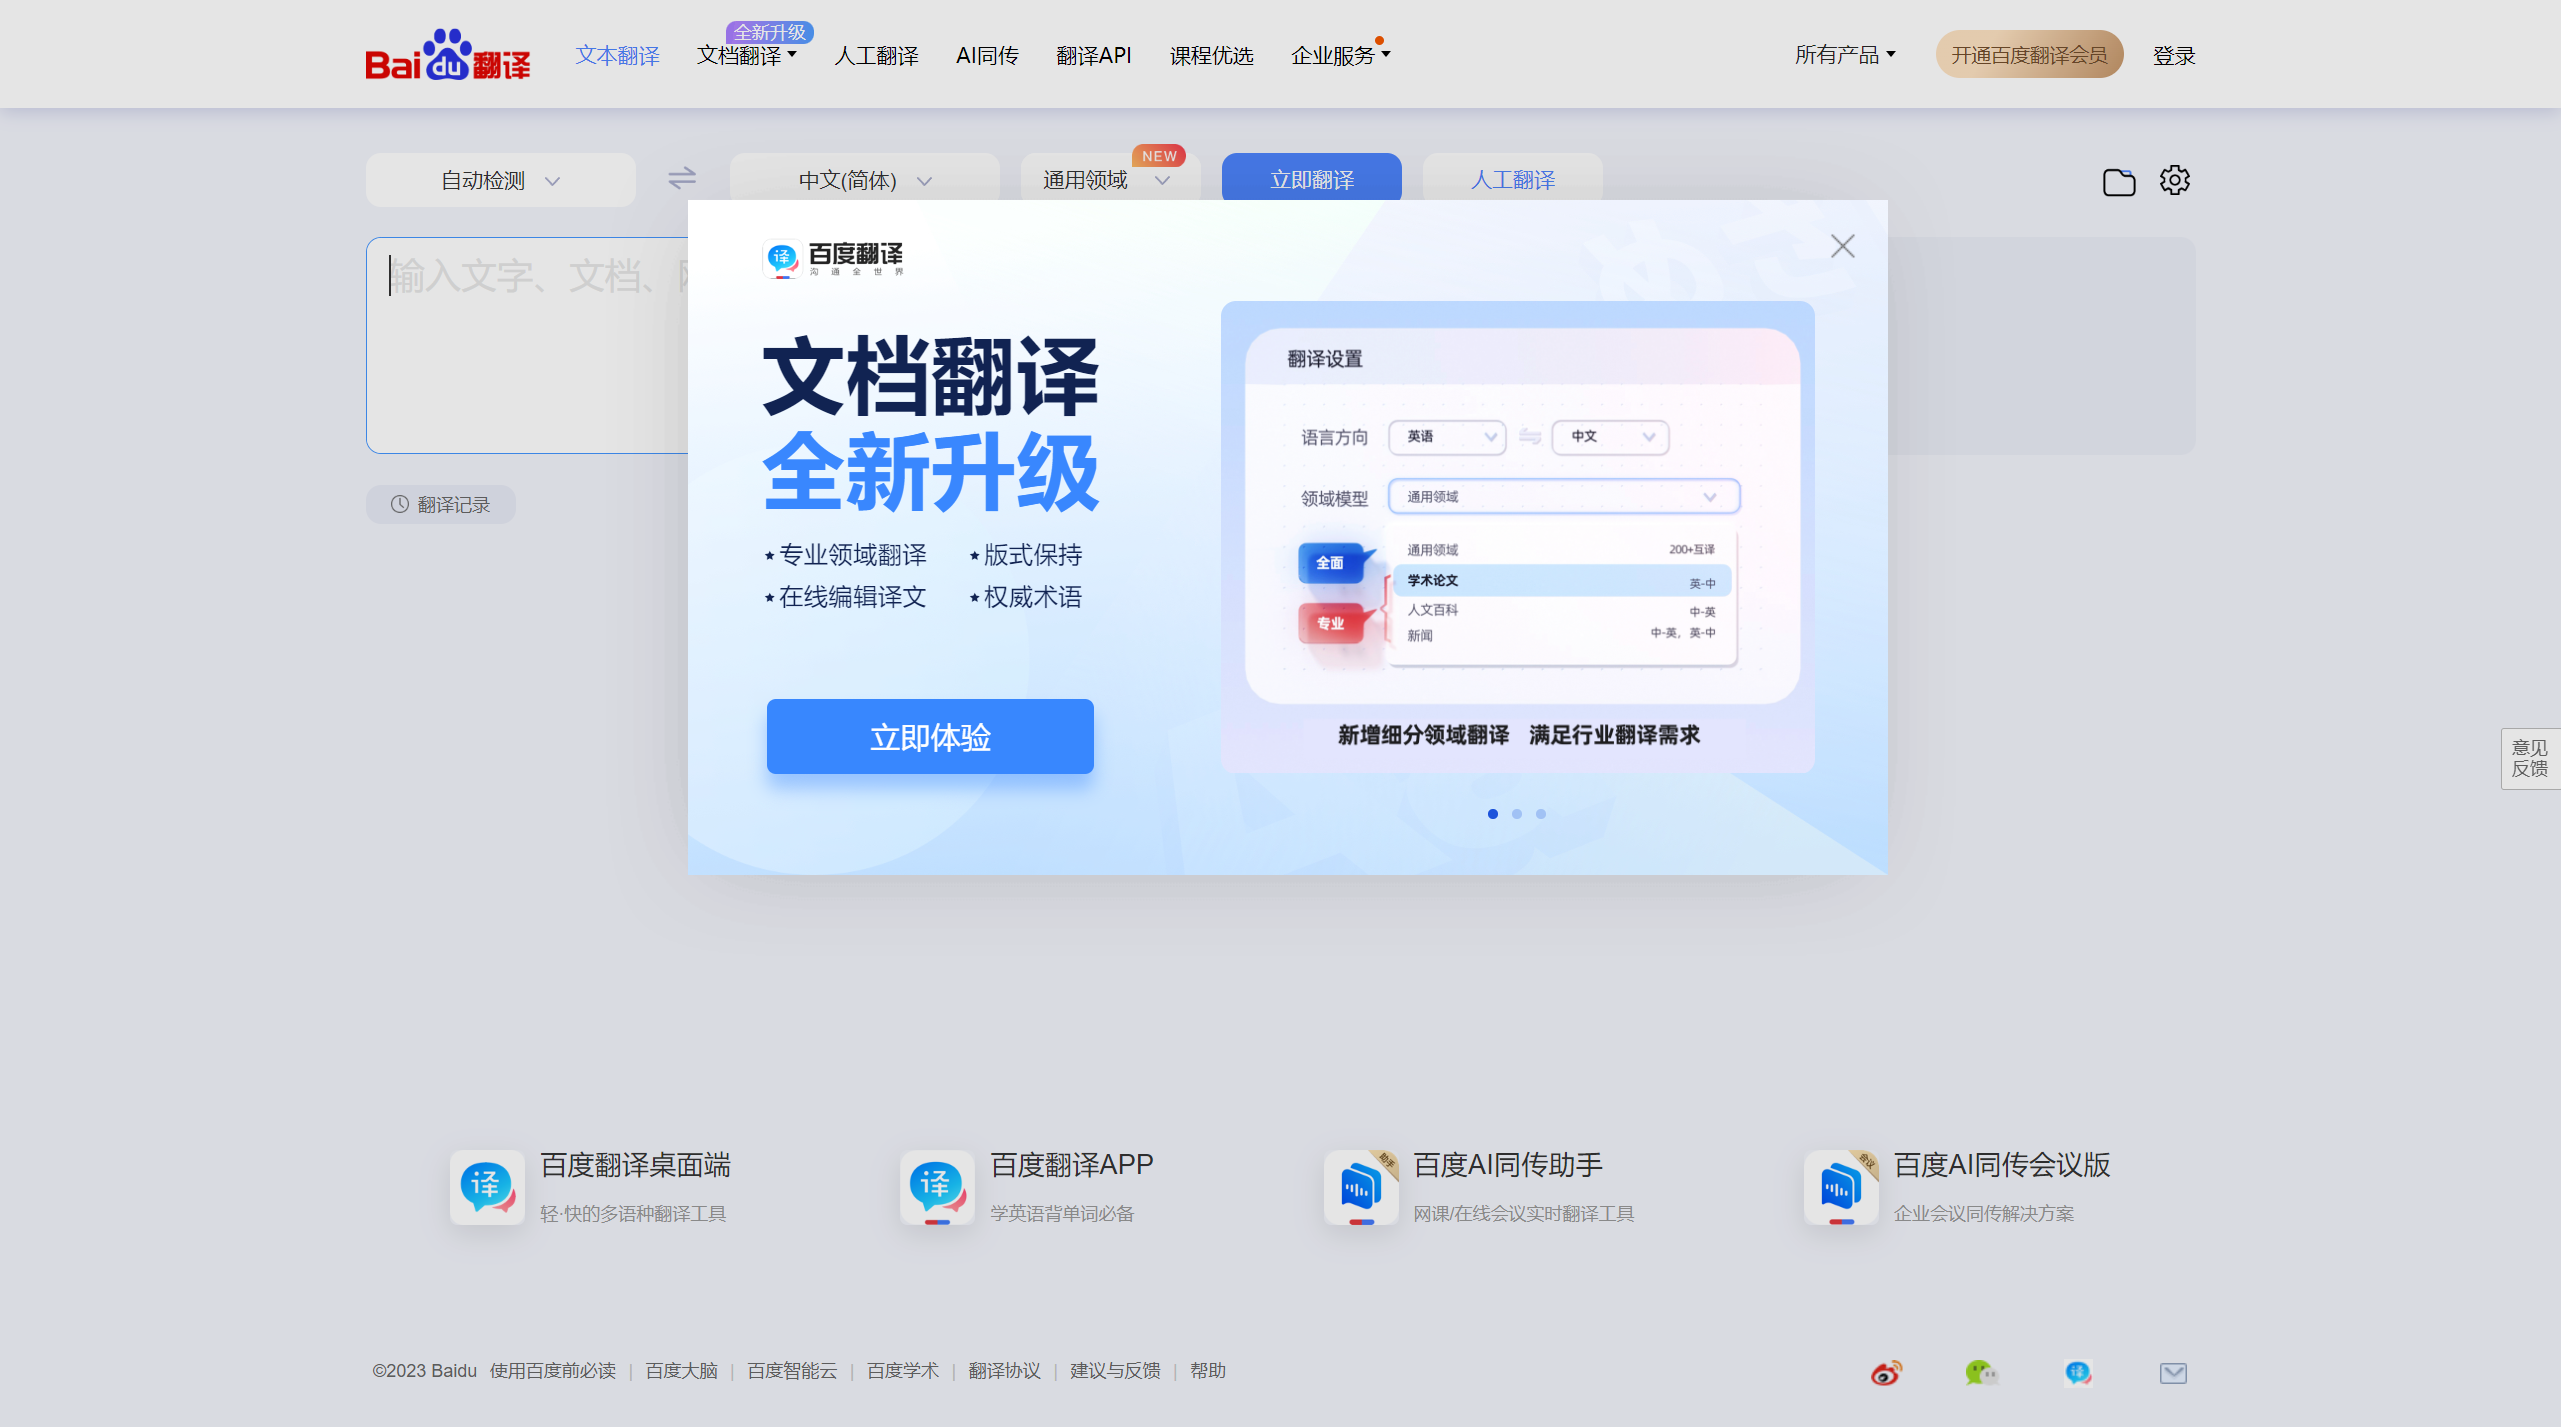 Baidu翻译
文本翻译
全新升级
文档翻译
人工翻译
AI同传
翻译API
课程优选
企业服务
所有产品
开通百度翻译会员
登录
自动检测
中文(简体)
通用领域
NEW
立即翻译
人工翻译
输入文字、文档、
翻译记录
译
百度翻译
沟通全世界
文档翻译
全新升级
专业领域翻译
版式保持
在线编辑译文
权威术语
立即体验
翻译设置
语言方向
英语
中文
领域模型
通用领域
全面
专业
通用领域 200+互译
学术论文 英-中
人文百科 中-英
新闻 中-英，英-中
新增细分领域翻译 满足行业翻译需求
意见
反馈
译
百度翻译桌面端
轻·快的多语种翻译工具
译
百度翻译APP
学英语背单词必备
助手
百度AI同传助手
网课/在线会议实时翻译工具
会议
百度AI同传会议版
企业会议同传解决方案
©2023 Baidu 使用百度前必读 | 百度大脑 | 百度智能云 | 百度学术 | 翻译协议 | 建议与反馈 | 帮助
译